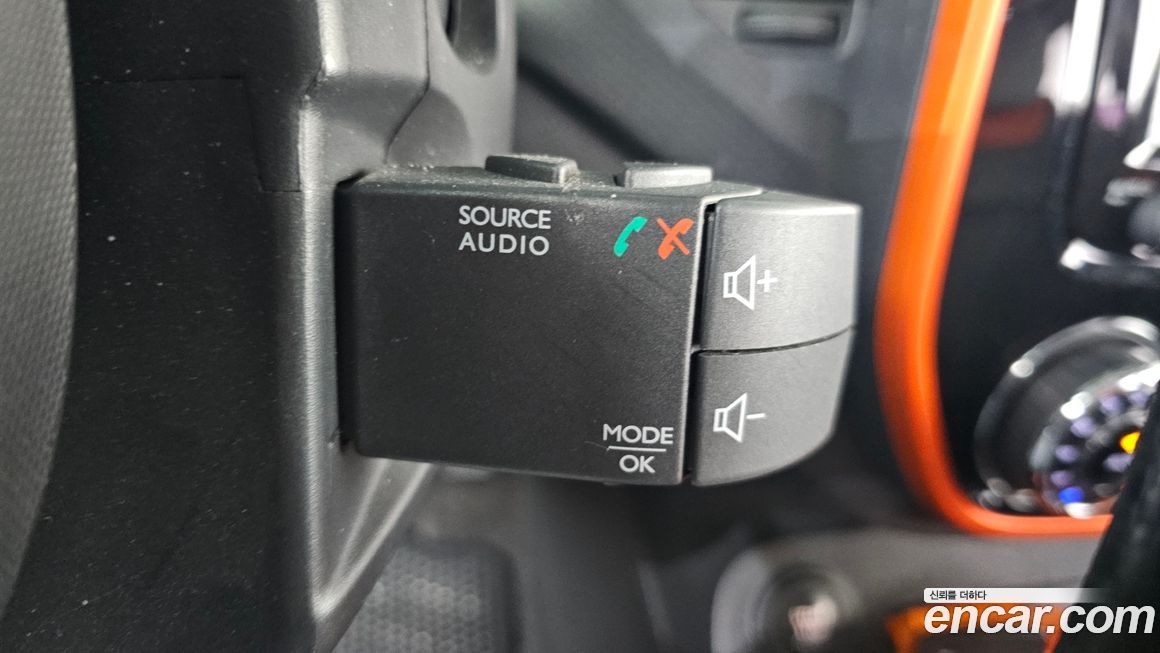 SOURCE
AUDIO
MODE
OK
신뢰를 더하다
encar.com